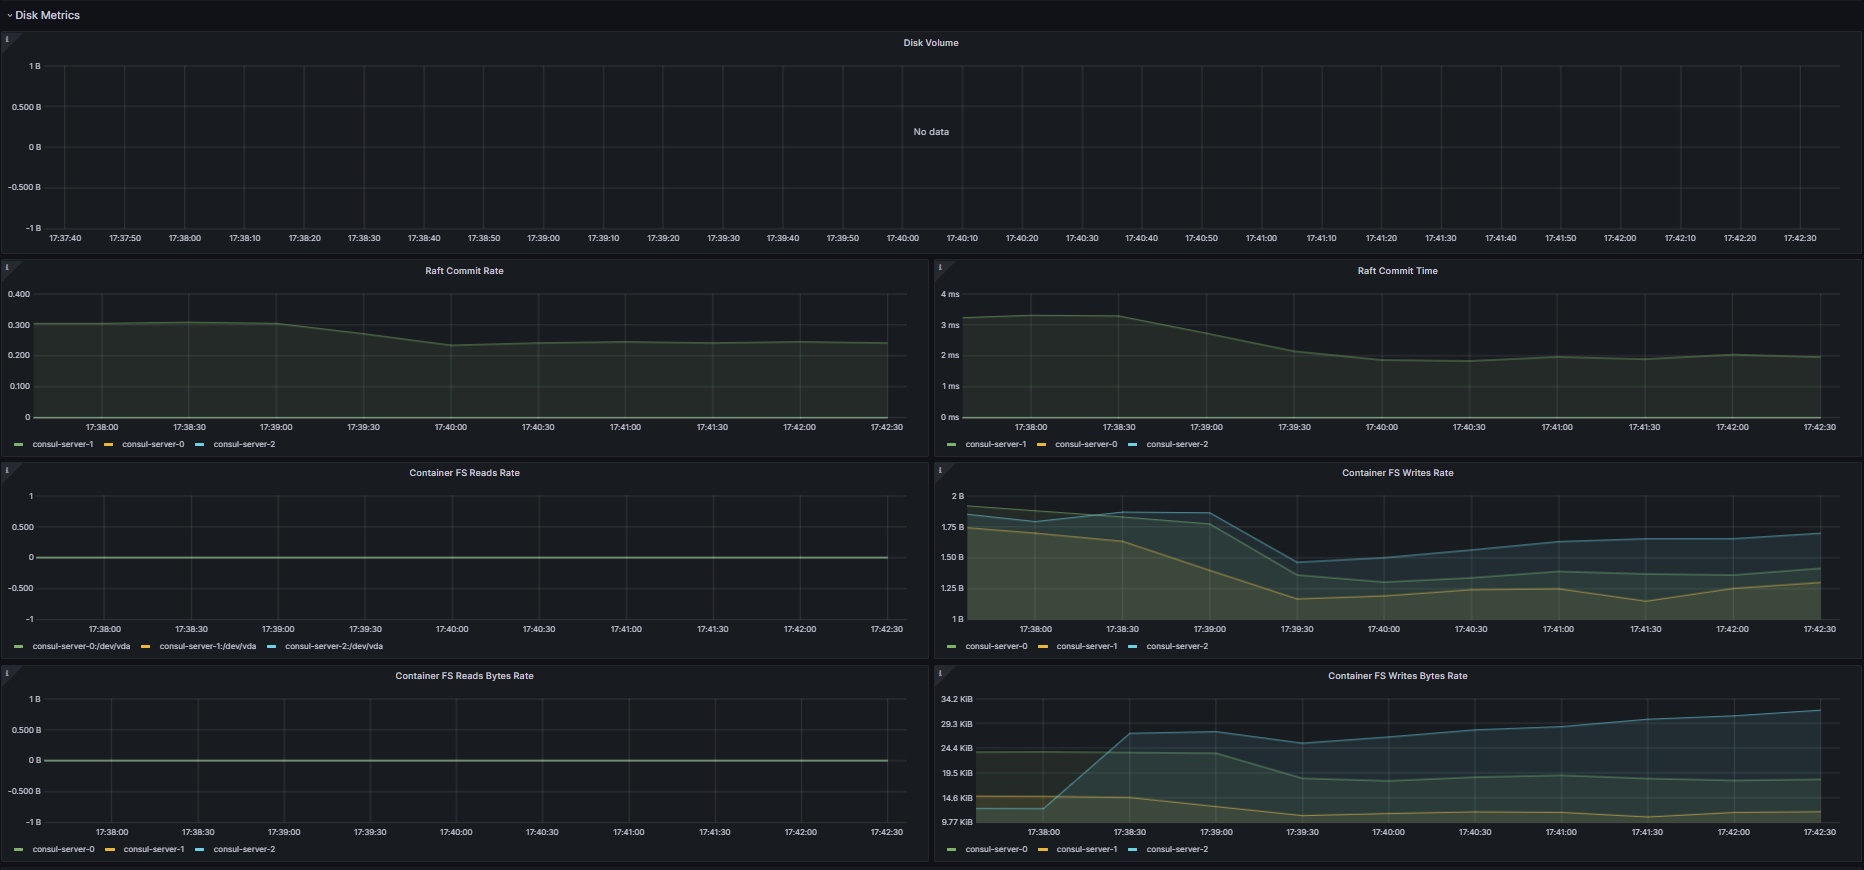 Disk Metrics
Disk Volume
1 B
0.500 B
No data
0 B
-0.500 B
-1 B
17:37:40 17:37:50 17:38:00 17:38:10 17:38:20 17:38:30 17:38:40 17:38:50 17:39:00 17:39:10 17:39:20 17:39:30 17:39:40 17:39:50 17:40:00 17:40:10 17:40:20 17:40:30 17:40:40 17:40:50 17:41:00 17:41:10 17:41:20 17:41:30 17:41:40 17:41:50 17:42:00 17:42:10 17:42:20 17:42:30
Raft Commit Rate
0.400
0.300
0.200
0.100
0
17:38:00 17:38:30 17:39:00 17:39:30 17:40:00 17:40:30 17:41:00 17:41:30 17:42:00 17:42:30
consul-server-1 consul-server-0 consul-server-2
Raft Commit Time
4 ms
3 ms
2 ms
1 ms
0 ms
17:38:00 17:38:30 17:39:00 17:39:30 17:40:00 17:40:30 17:41:00 17:41:30 17:42:00 17:42:30
consul-server-1 consul-server-0 consul-server-2
Container FS Reads Rate
1
0.500
0
-0.500
-1
17:38:00 17:38:30 17:39:00 17:39:30 17:40:00 17:40:30 17:41:00 17:41:30 17:42:00 17:42:30
consul-server-0:/dev/vda consul-server-1:/dev/vda consul-server-2:/dev/vda
Container FS Writes Rate
2 B
1.75 B
1.50 B
1.25 B
1 B
17:38:00 17:38:30 17:39:00 17:39:30 17:40:00 17:40:30 17:41:00 17:41:30 17:42:00 17:42:30
consul-server-0 consul-server-1 consul-server-2
Container FS Reads Bytes Rate
1 B
0.500 B
0 B
-0.500 B
-1 B
17:38:00 17:38:30 17:39:00 17:39:30 17:40:00 17:40:30 17:41:00 17:41:30 17:42:00 17:42:30
consul-server-0 consul-server-1 consul-server-2
Container FS Writes Bytes Rate
34.2 KiB
29.3 KiB
24.4 KiB
19.5 KiB
14.6 KiB
9.77 KiB
17:38:00 17:38:30 17:39:00 17:39:30 17:40:00 17:40:30 17:41:00 17:41:30 17:42:00 17:42:30
consul-server-0 consul-server-1 consul-server-2